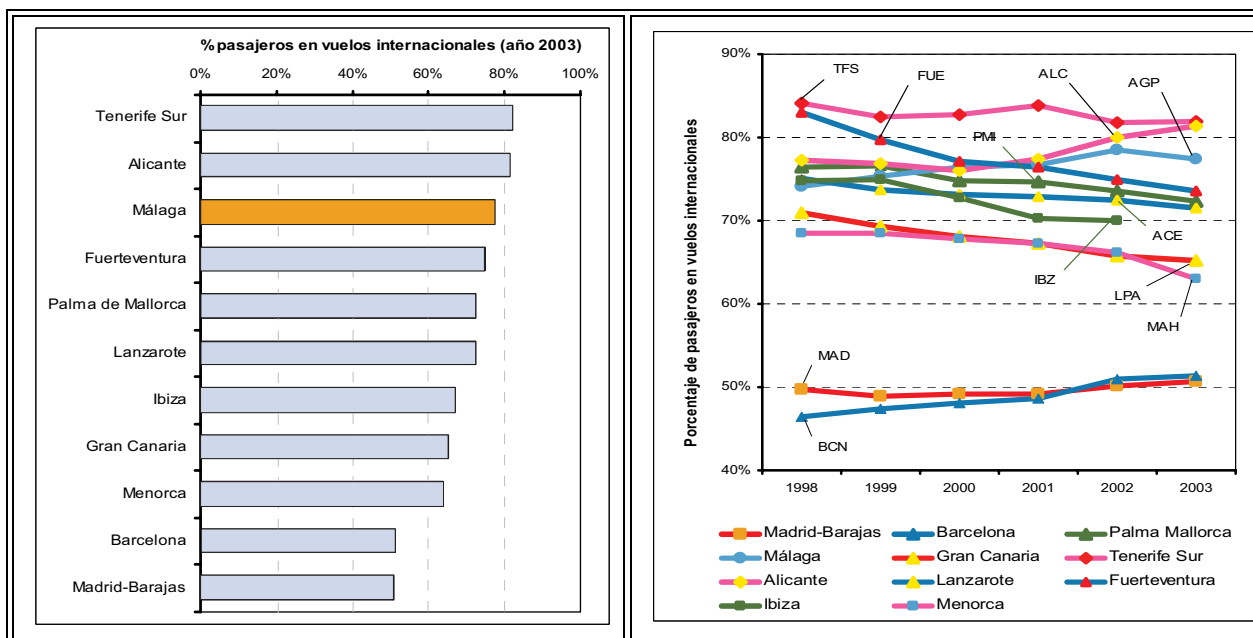 % pasajeros en vuelos internacionales (año 2003)
0% 20% 40% 60% 80% 100%
Tenerife Sur
Alicante
Málaga
Fuerteventura
Palma de Mallorca
Lanzarote
Ibiza
Gran Canaria
Menorca
Barcelona
Madrid-Barajas
Porcentaje de pasajeros en vuelos internacionales
90%
80%
70%
60%
50%
40%
TFS
FUE
ALC
AGP
PMI
ACE
IBZ
LPA
MAH
MAD
BCN
1998 1999 2000 2001 2002 2003
Madrid-Barajas Barcelona Palma Mallorca
Málaga Gran Canaria Tenerife Sur
Alicante Lanzarote Fuerteventura
Ibiza Menorca